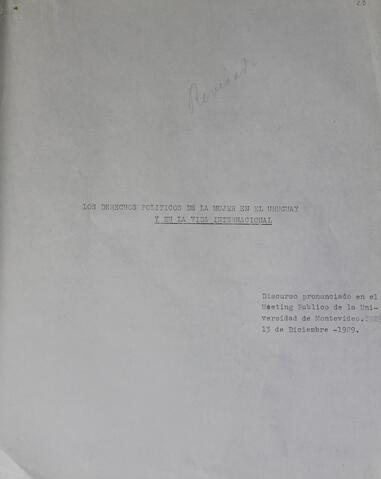 23
Revisado
LOS DERECHOS POLITICOS DE LA MUJER EN EL URUGUAY
Y EN LA VIDA INTERNACIONAL
Discurso pronunciado en el
Meeting Publico de la Uni-
versidad de Montevideo.
13 de Diciembre -1929.